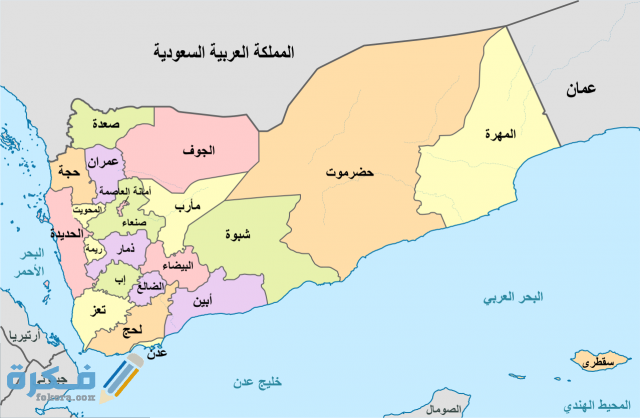 المملكة العربية السعودية
عمان
صعدة
المهرة
الجوف
عمران
حجة
حضرموت
أمانة العاصمة
مأرب
المحويت
صنعاء
الحديدة
شبوة
ذمار
ريمة
البحر
الأحمر
البيضاء
إب
الضالع
أبين
البحر العربي
تعز
لحج
ارتيريا
عدن
سقطرى
جيبوتي
فكرة
fekera.com
خليج عدن
المحيط الهندي
الصومال